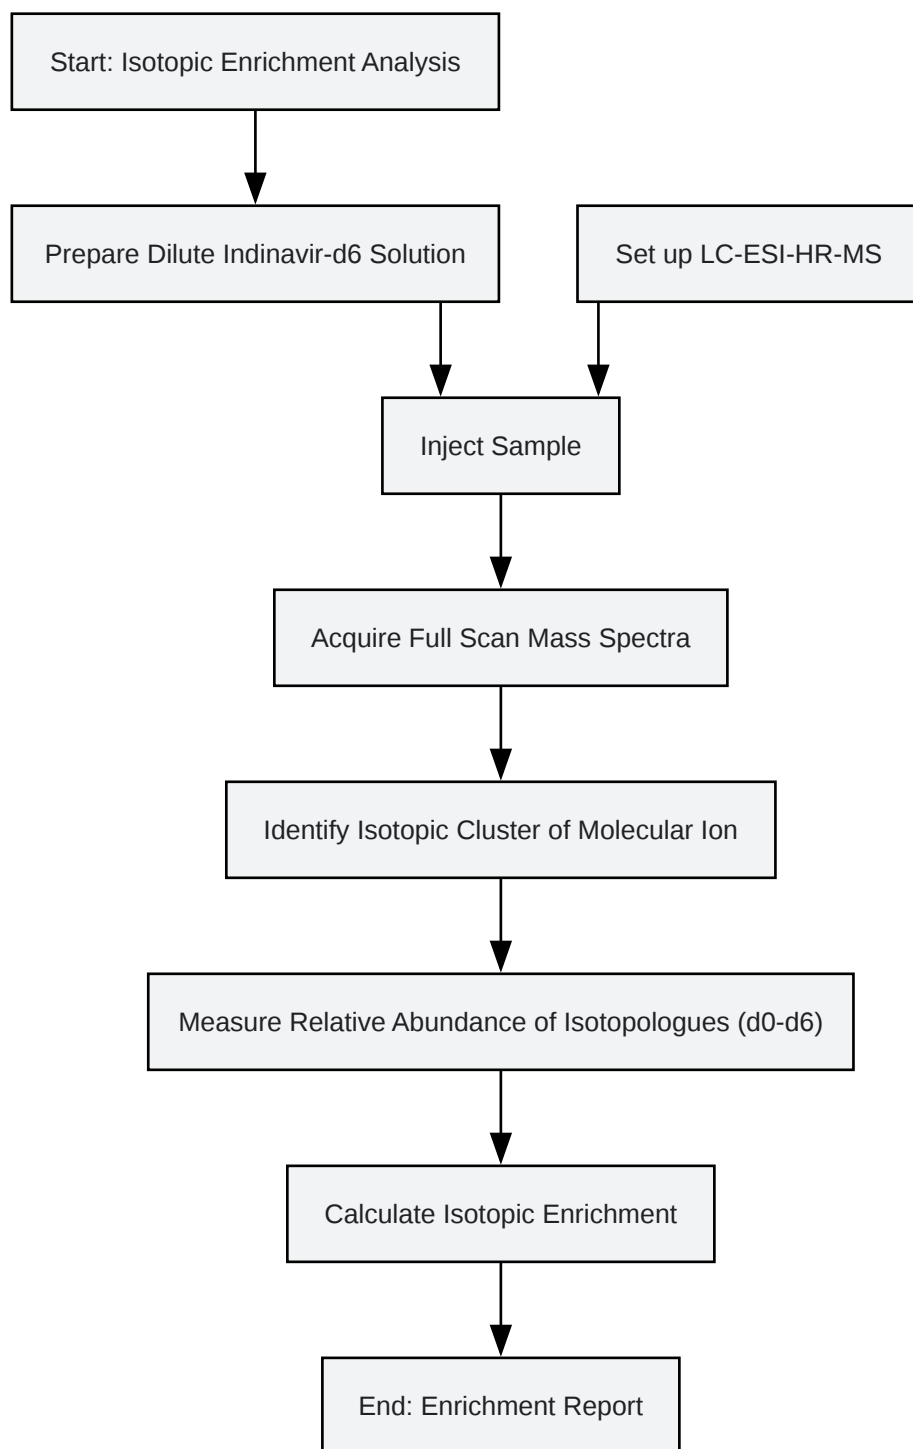 Start: Isotopic Enrichment Analysis
Prepare Dilute Indinavir-d6 Solution
Set up LC-ESI-HR-MS
Inject Sample
Acquire Full Scan Mass Spectra
Identify Isotopic Cluster of Molecular Ion
Measure Relative Abundance of Isotopologues (d0-d6)
Calculate Isotopic Enrichment
End: Enrichment Report